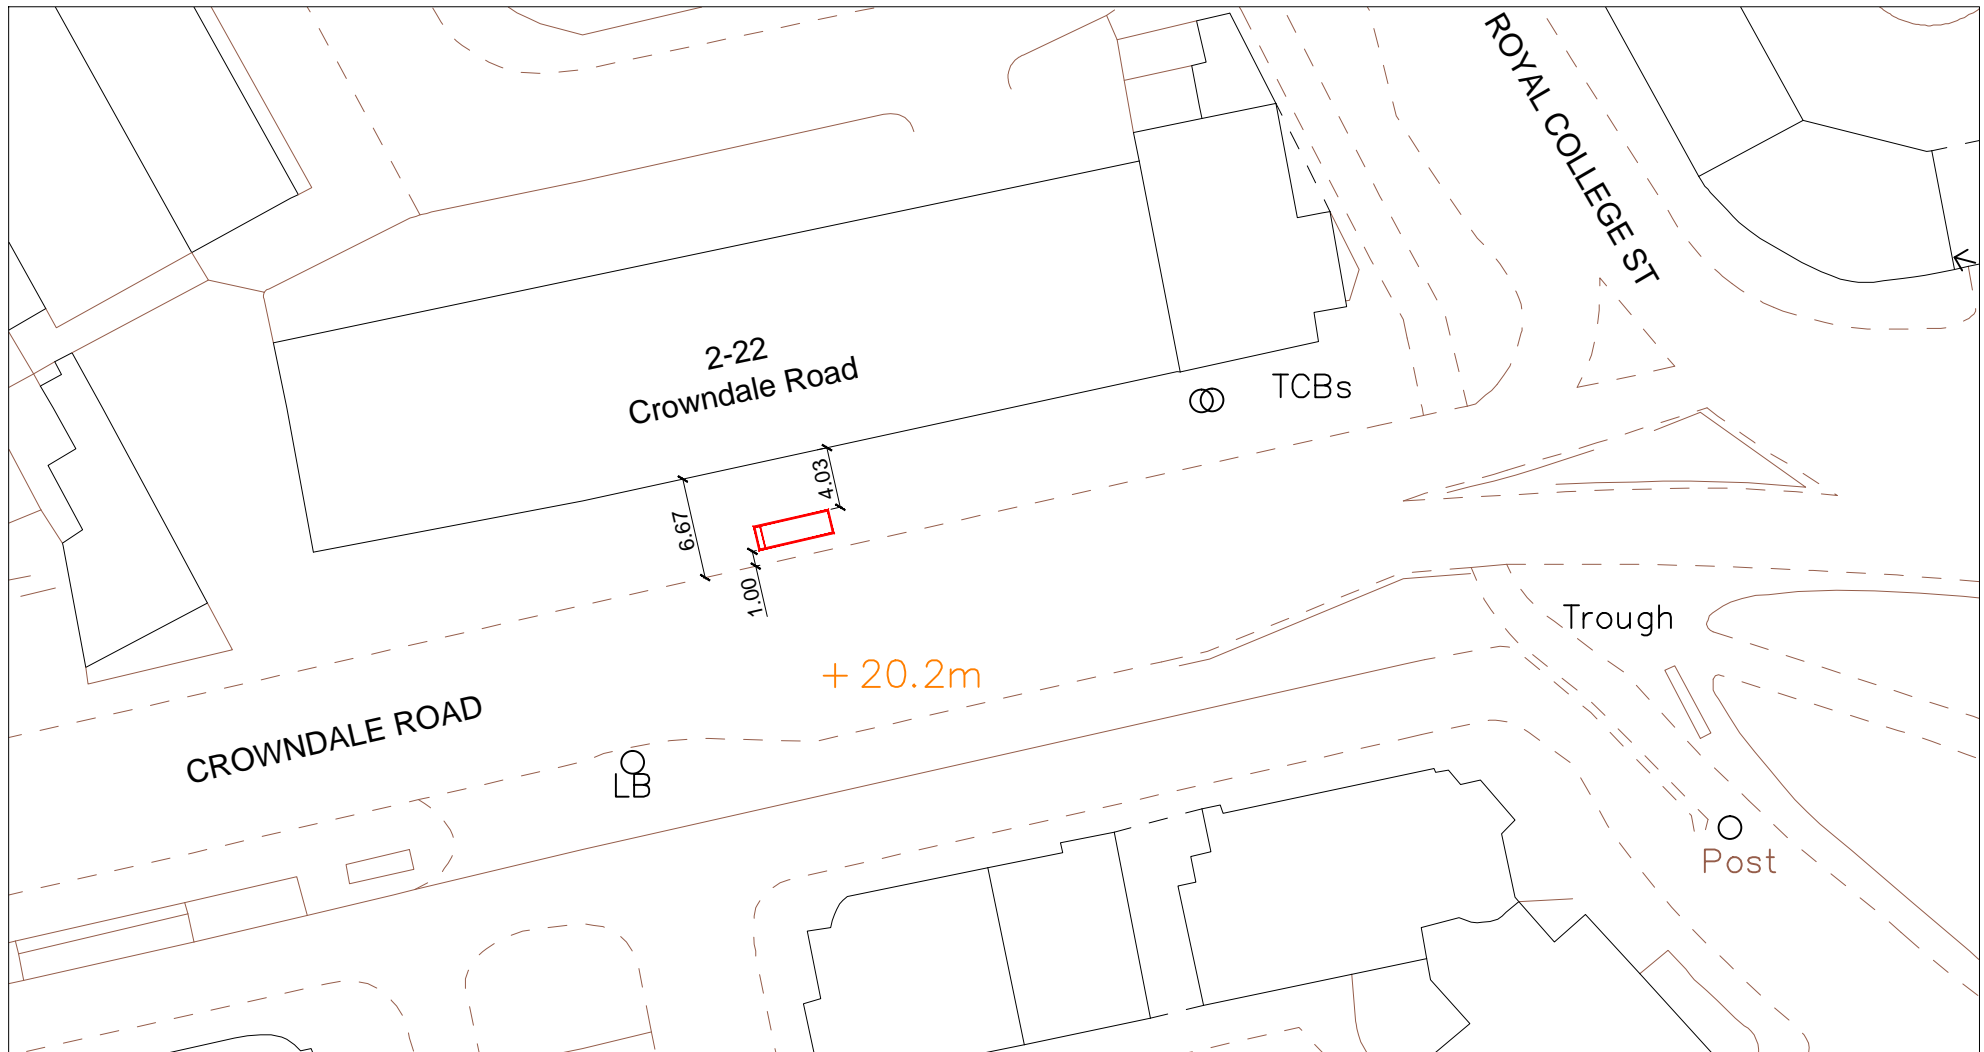 ROYAL COLLEGE ST
2-22
Crowndale Road
TCBs
4.03
6.67
1.00
Trough
+ 20.2m
CROWNDALE ROAD
LB
Post